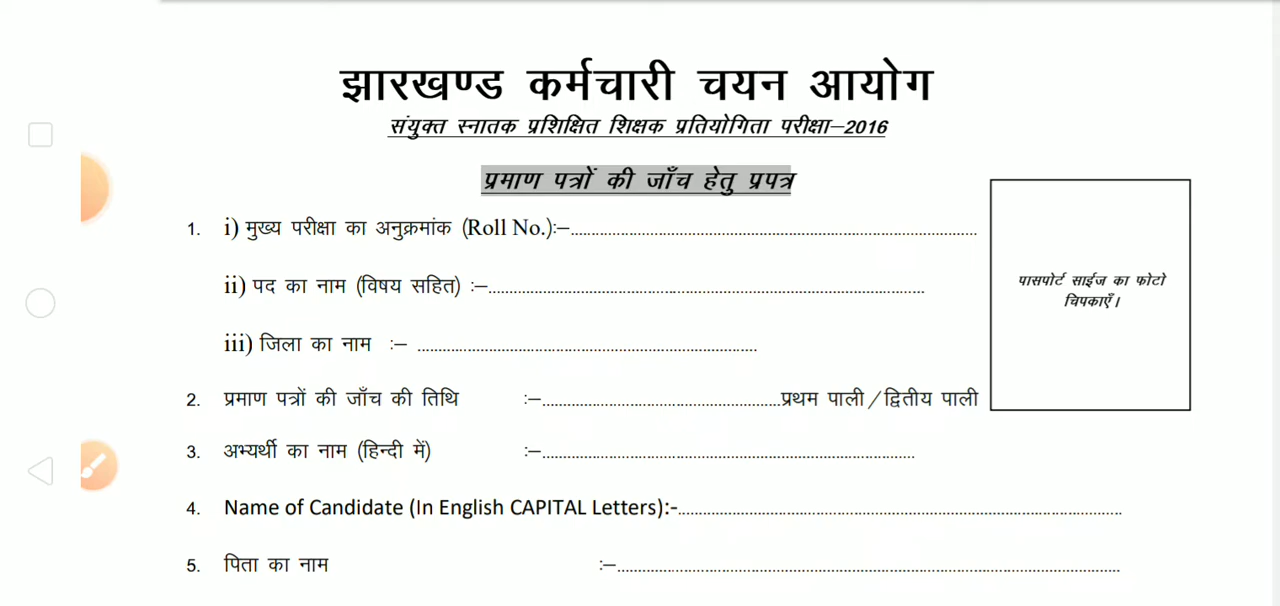 झारखण्ड कर्मचारी चयन आयोग
संयुक्त स्नातक प्रशिक्षित शिक्षक प्रतियोगिता परीक्षा–2016
प्रमाण पत्रों की जाँच हेतु प्रपत्र
1. i) मुख्य परीक्षा का अनुक्रमांक (Roll No.):–....................................................................................................
ii) पद का नाम (विषय सहित) :–....................................................................................................
पासपोर्ट साईज का फोटो
चिपकाएँ।
iii) जिला का नाम :– ....................................................................................
2. प्रमाण पत्रों की जाँच की तिथि :–............................................................प्रथम पाली / द्वितीय पाली
3. अभ्यर्थी का नाम (हिन्दी में) :–............................................................................................
4. Name of Candidate (In English CAPITAL Letters):-..............................................................................................................
5. पिता का नाम :–............................................................................................................................